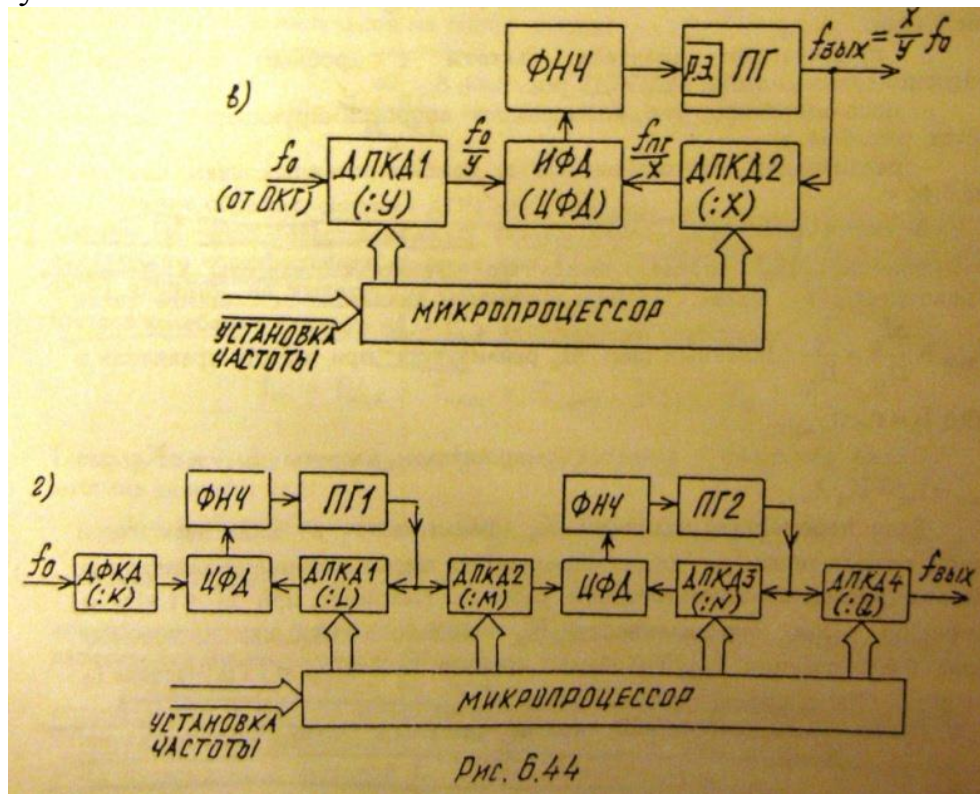 у
ФНЧ
Р.Э. ПГ
fвых = X/У f0
в)
f0
(от ОКГ)
ДПКД1
(:У)
f0/У
ИФД
(ЦФД)
fПГ/X
ДПКД2
(:X)
МИКРОПРОЦЕССОР
УСТАНОВКА
ЧАСТОТЫ
г)
ФНЧ
ПГ1
ФНЧ
ПГ2
f0
ДФКД
(:K)
ЦФД
ДПКД1
(:L)
ДПКД2
(:M)
ЦФД
ДПКД3
(:N)
ДПКД4
(:Q)
fвых
МИКРОПРОЦЕССОР
УСТАНОВКА
ЧАСТОТЫ
Рис. 6.44